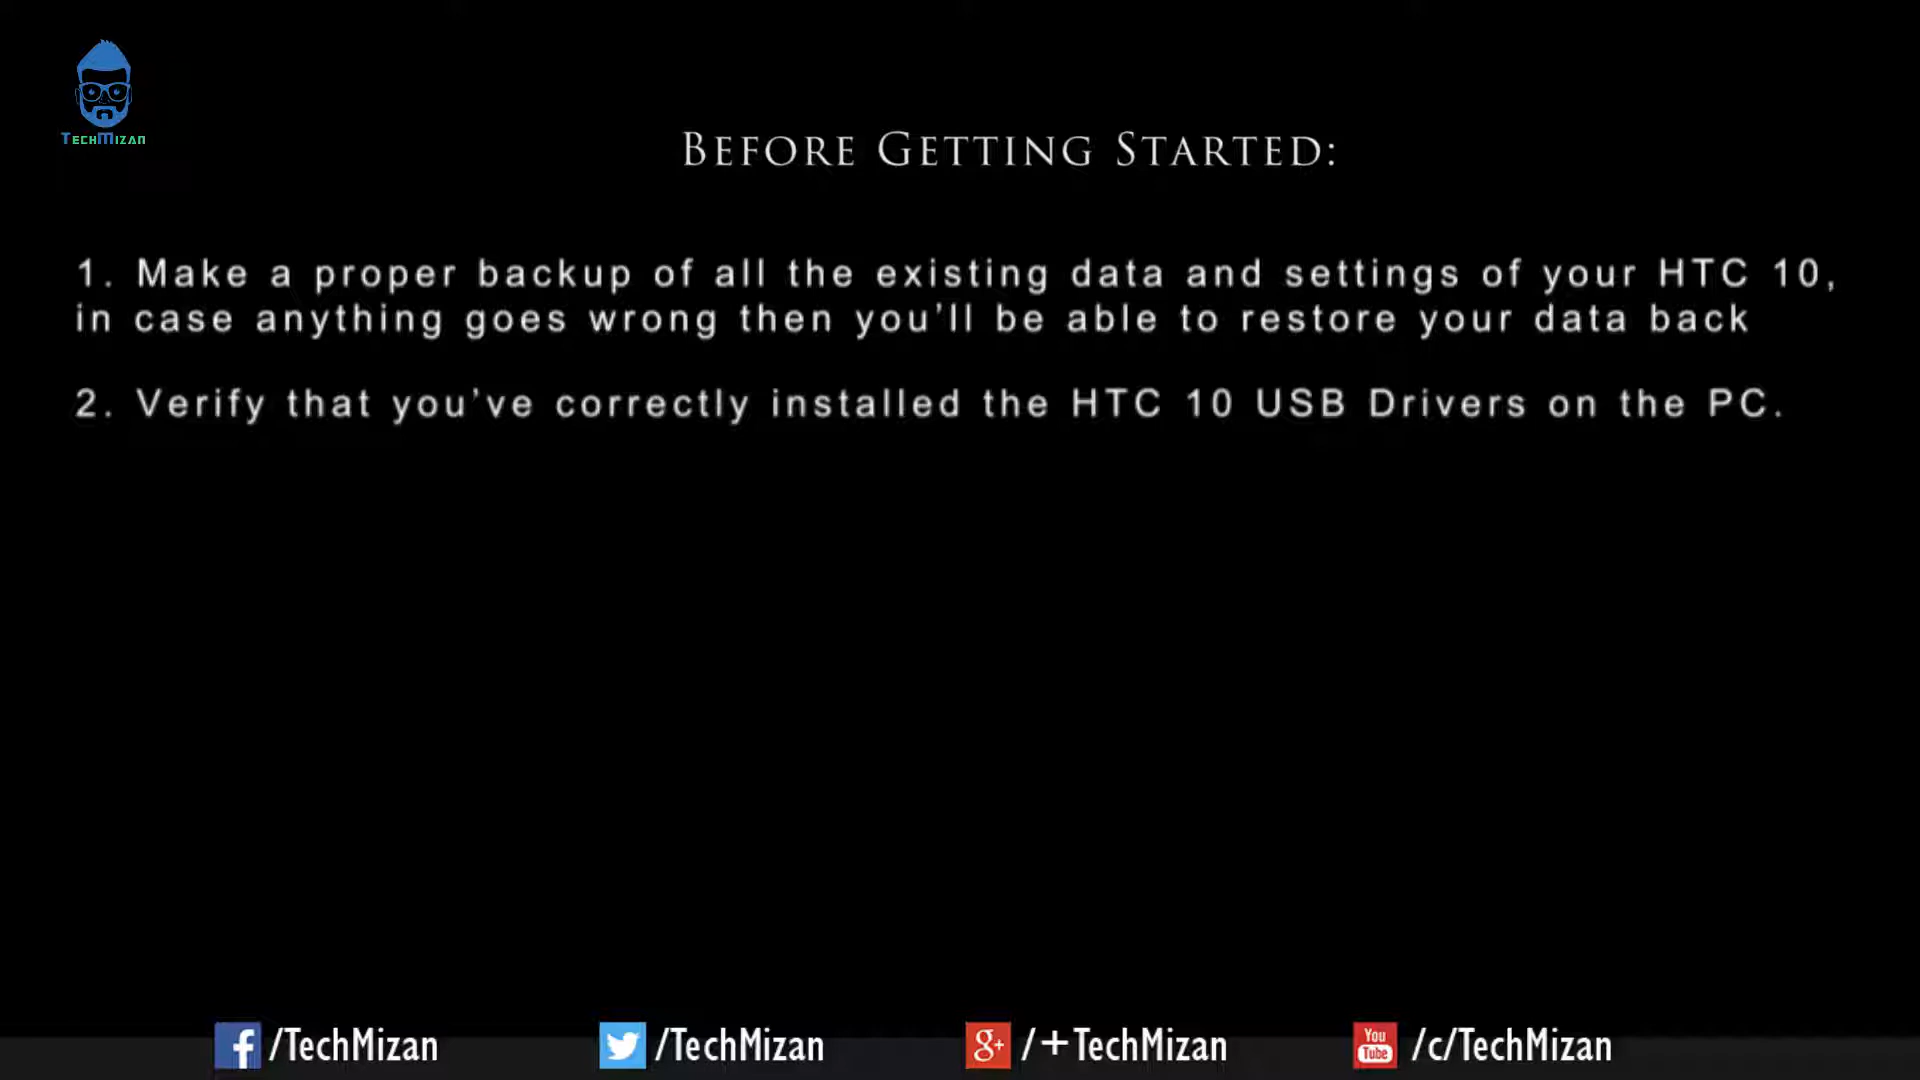 TECHMIZAN
BEFORE GETTING STARTED:
1. Make a proper backup of all the existing data and settings of your HTC 10,
in case anything goes wrong then you’ll be able to restore your data back
2. Verify that you’ve correctly installed the HTC 10 USB Drivers on the PC.
f /TechMizan /TechMizan g+ /+TechMizan You Tube /c/TechMizan